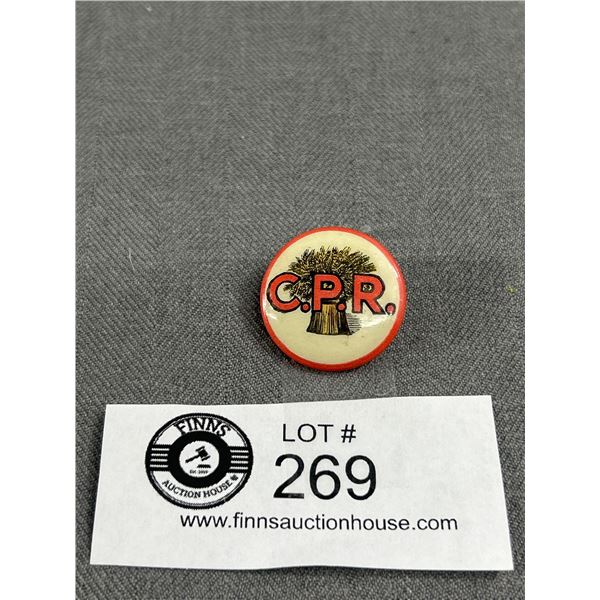 C.P.R.
FINNS
AUCTION HOUSE
LOT #
269
www.finnsauctionhouse.com